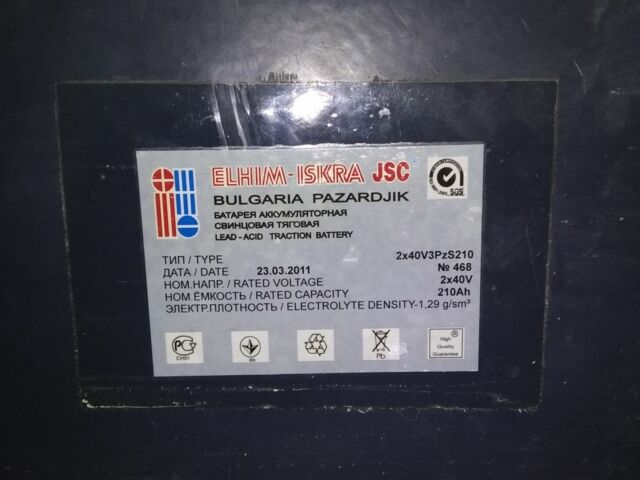 ELHIM-ISKRA JSC ®
BULGARIA PAZARDJIK
БАТАРЕЯ АККУМУЛЯТОРНАЯ
СВИНЦОВАЯ ТЯГОВАЯ
LEAD-ACID TRACTION BATTERY
SGS
ТИП / TYPE 2x40V3PzS210
ДАТА / DATE 23.03.2011 № 468
НОМ.НАПР. / RATED VOLTAGE 2x40V
НОМ.ЕМКОСТЬ / RATED CAPACITY 210Ah
ЭЛЕКТР.ПЛОТНОСТЬ / ELECTROLYTE DENSITY-1,29 g/sm³
Pb
High ®
Quality
Guarantee